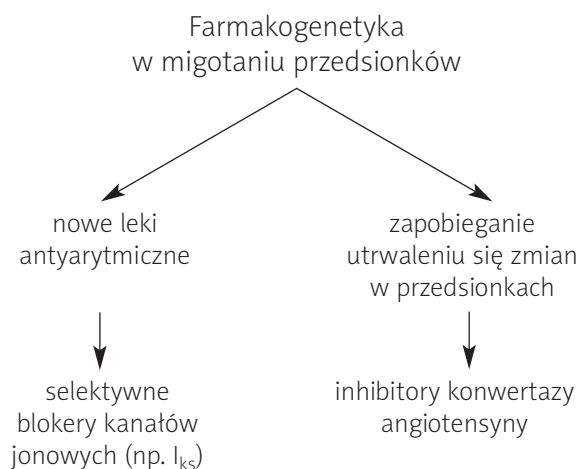 Farmakogenetyka
w migotaniu przedsionków
nowe leki
antyarytmiczne
zapobieganie
utrwaleniu się zmian
w przedsionkach
selektywne
blokery kanałów
jonowych (np. Iks)
inhibitory konwertazy
angiotensyny